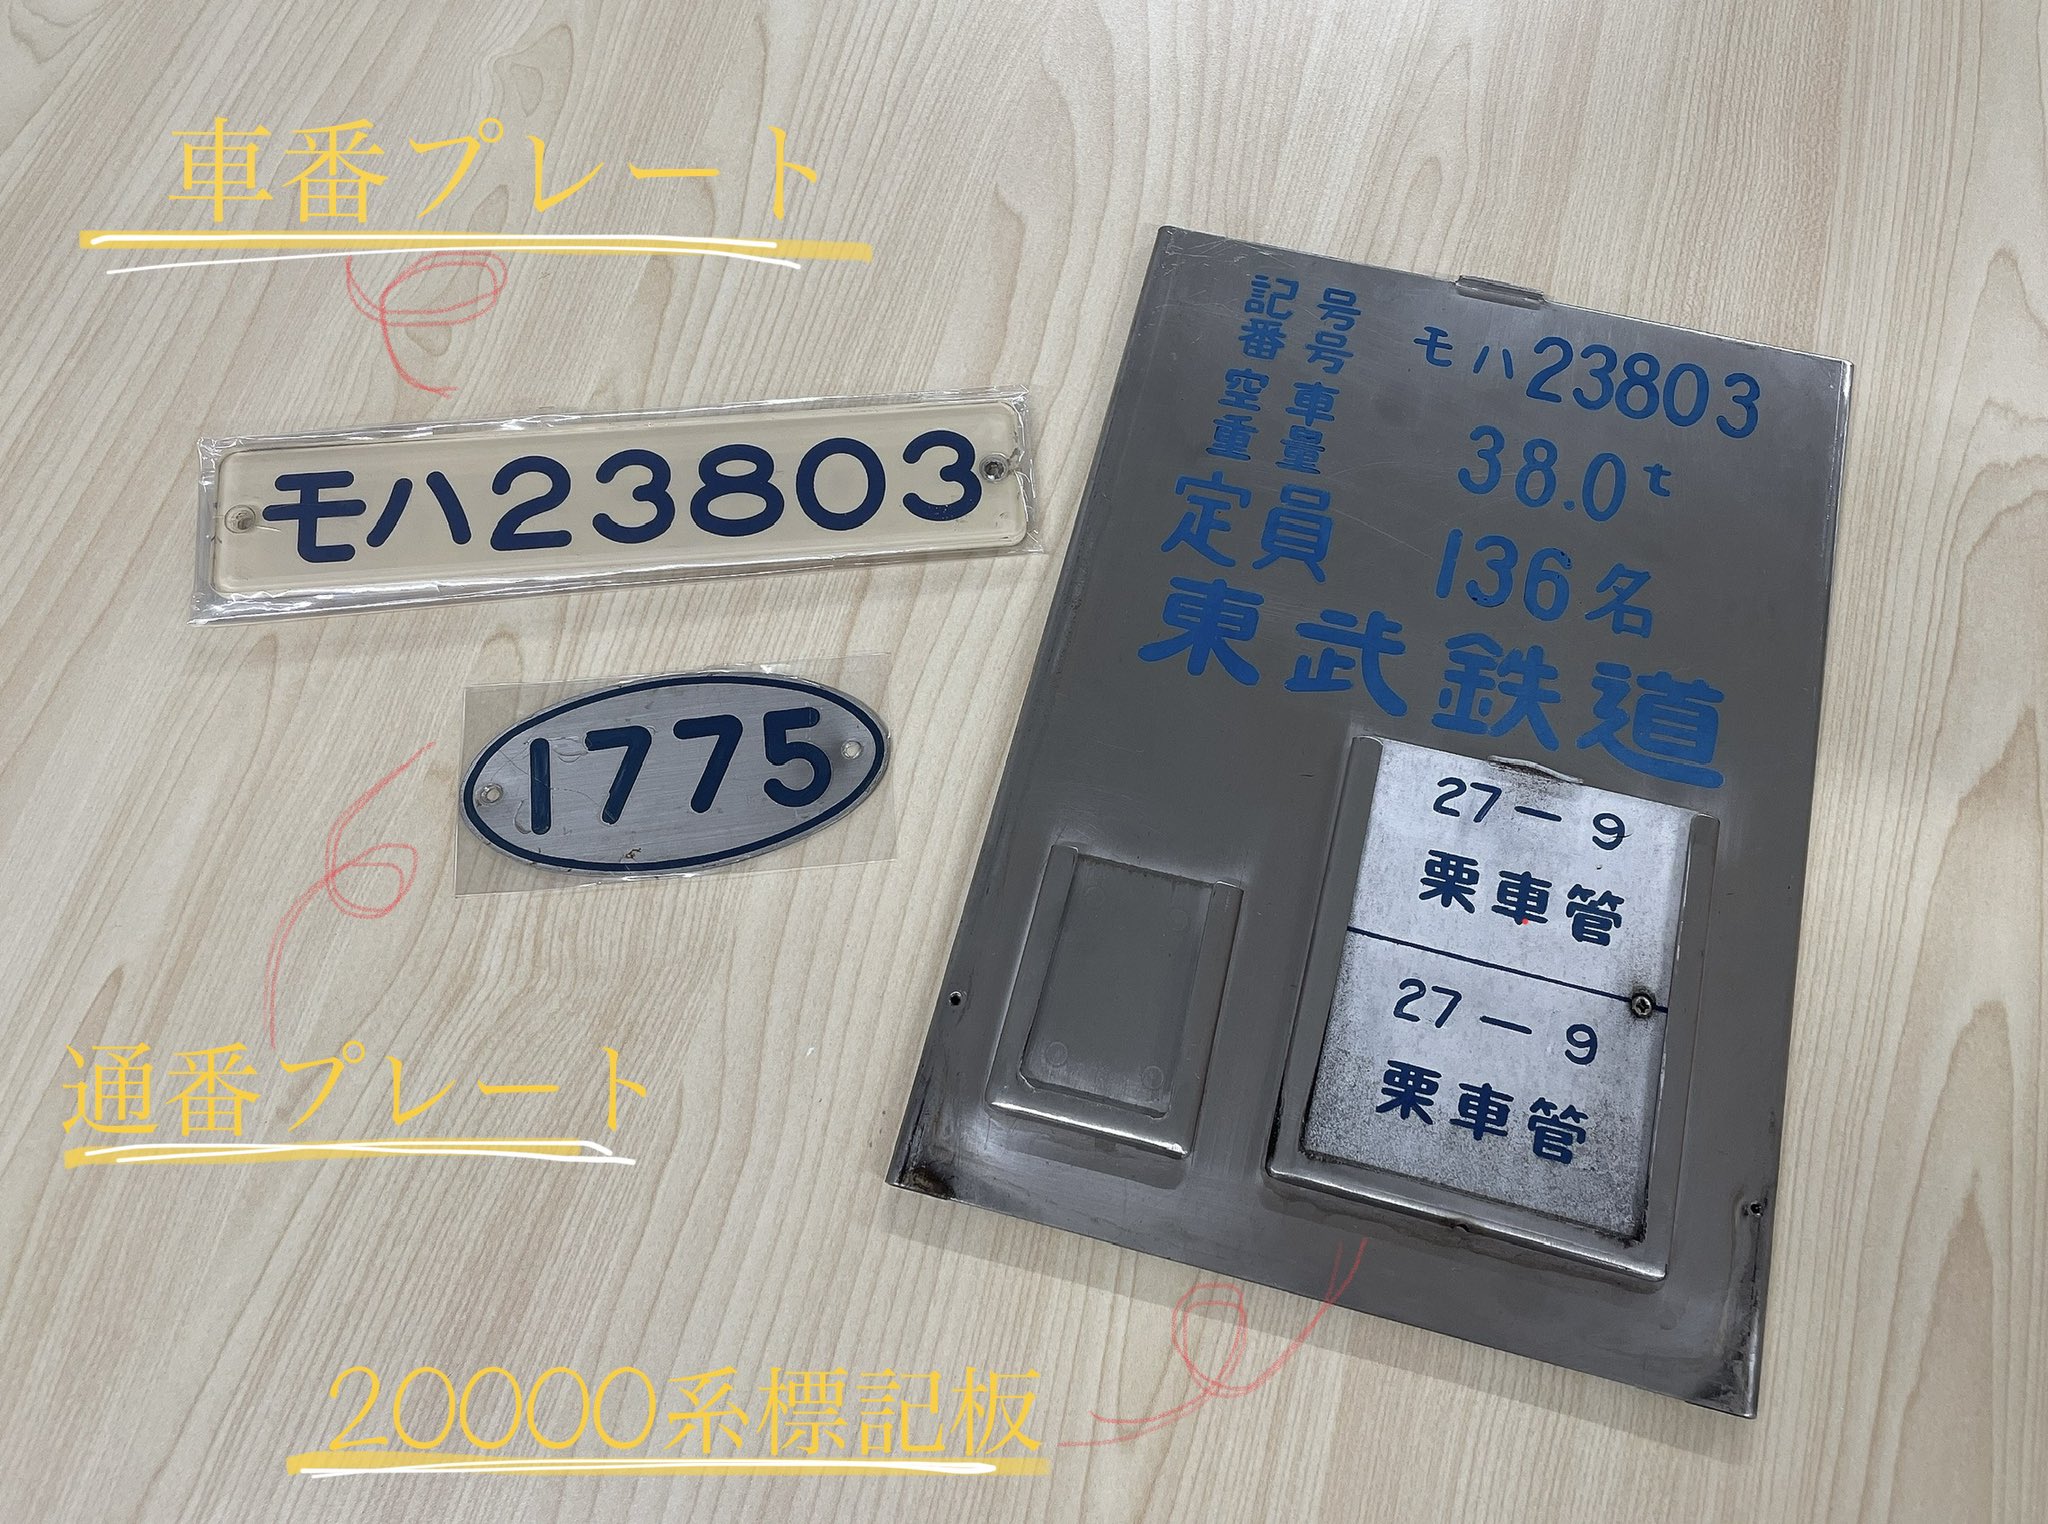 車番プレート
モハ23803
1775
通番プレート
20000系標記板
記号番号 モハ23803
空車重量 38.0t
定員 136名
東武鉄道
27-9
栗車管
27-9
栗車管